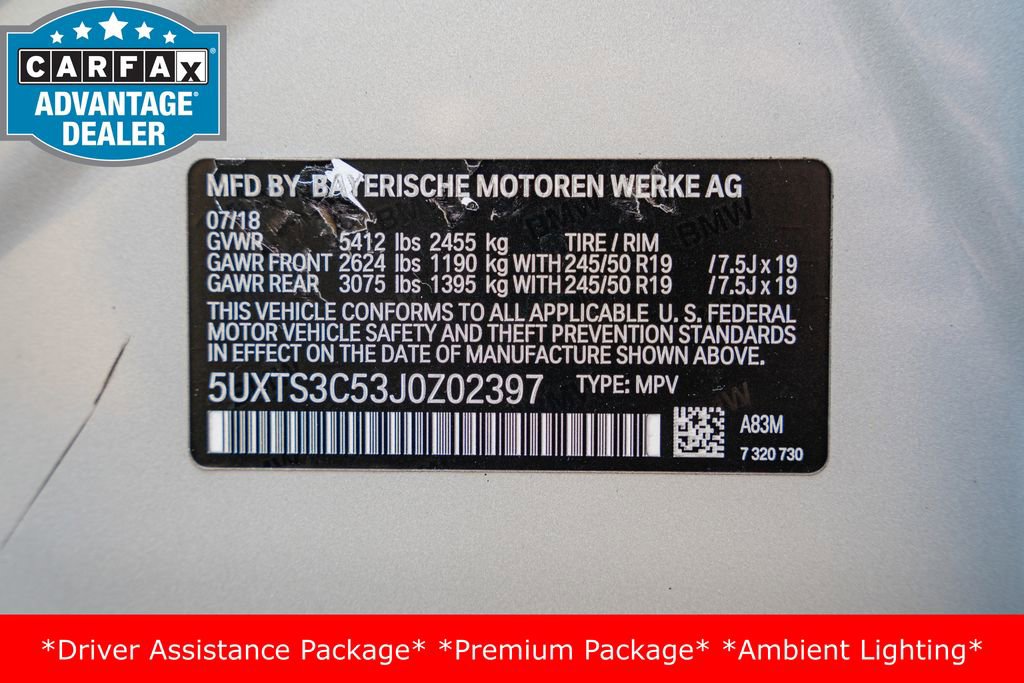 CARFAX
ADVANTAGE
DEALER
MFD BY BAYERISCHE MOTOREN WERKE AG
07/18
GVWR 5412 lbs 2455 kg TIRE / RIM
GAWR FRONT 2624 lbs 1190 kg WITH 245/50 R19 /7.5J x 19
GAWR REAR 3075 lbs 1395 kg WITH 245/50 R19 /7.5J x 19
THIS VEHICLE CONFORMS TO ALL APPLICABLE U. S. FEDERAL
MOTOR VEHICLE SAFETY AND THEFT PREVENTION STANDARDS
IN EFFECT ON THE DATE OF MANUFACTURE SHOWN ABOVE.
5UXTS3C53J0Z02397 TYPE: MPV
A83M
7 320 730
*Driver Assistance Package* *Premium Package* *Ambient Lighting*